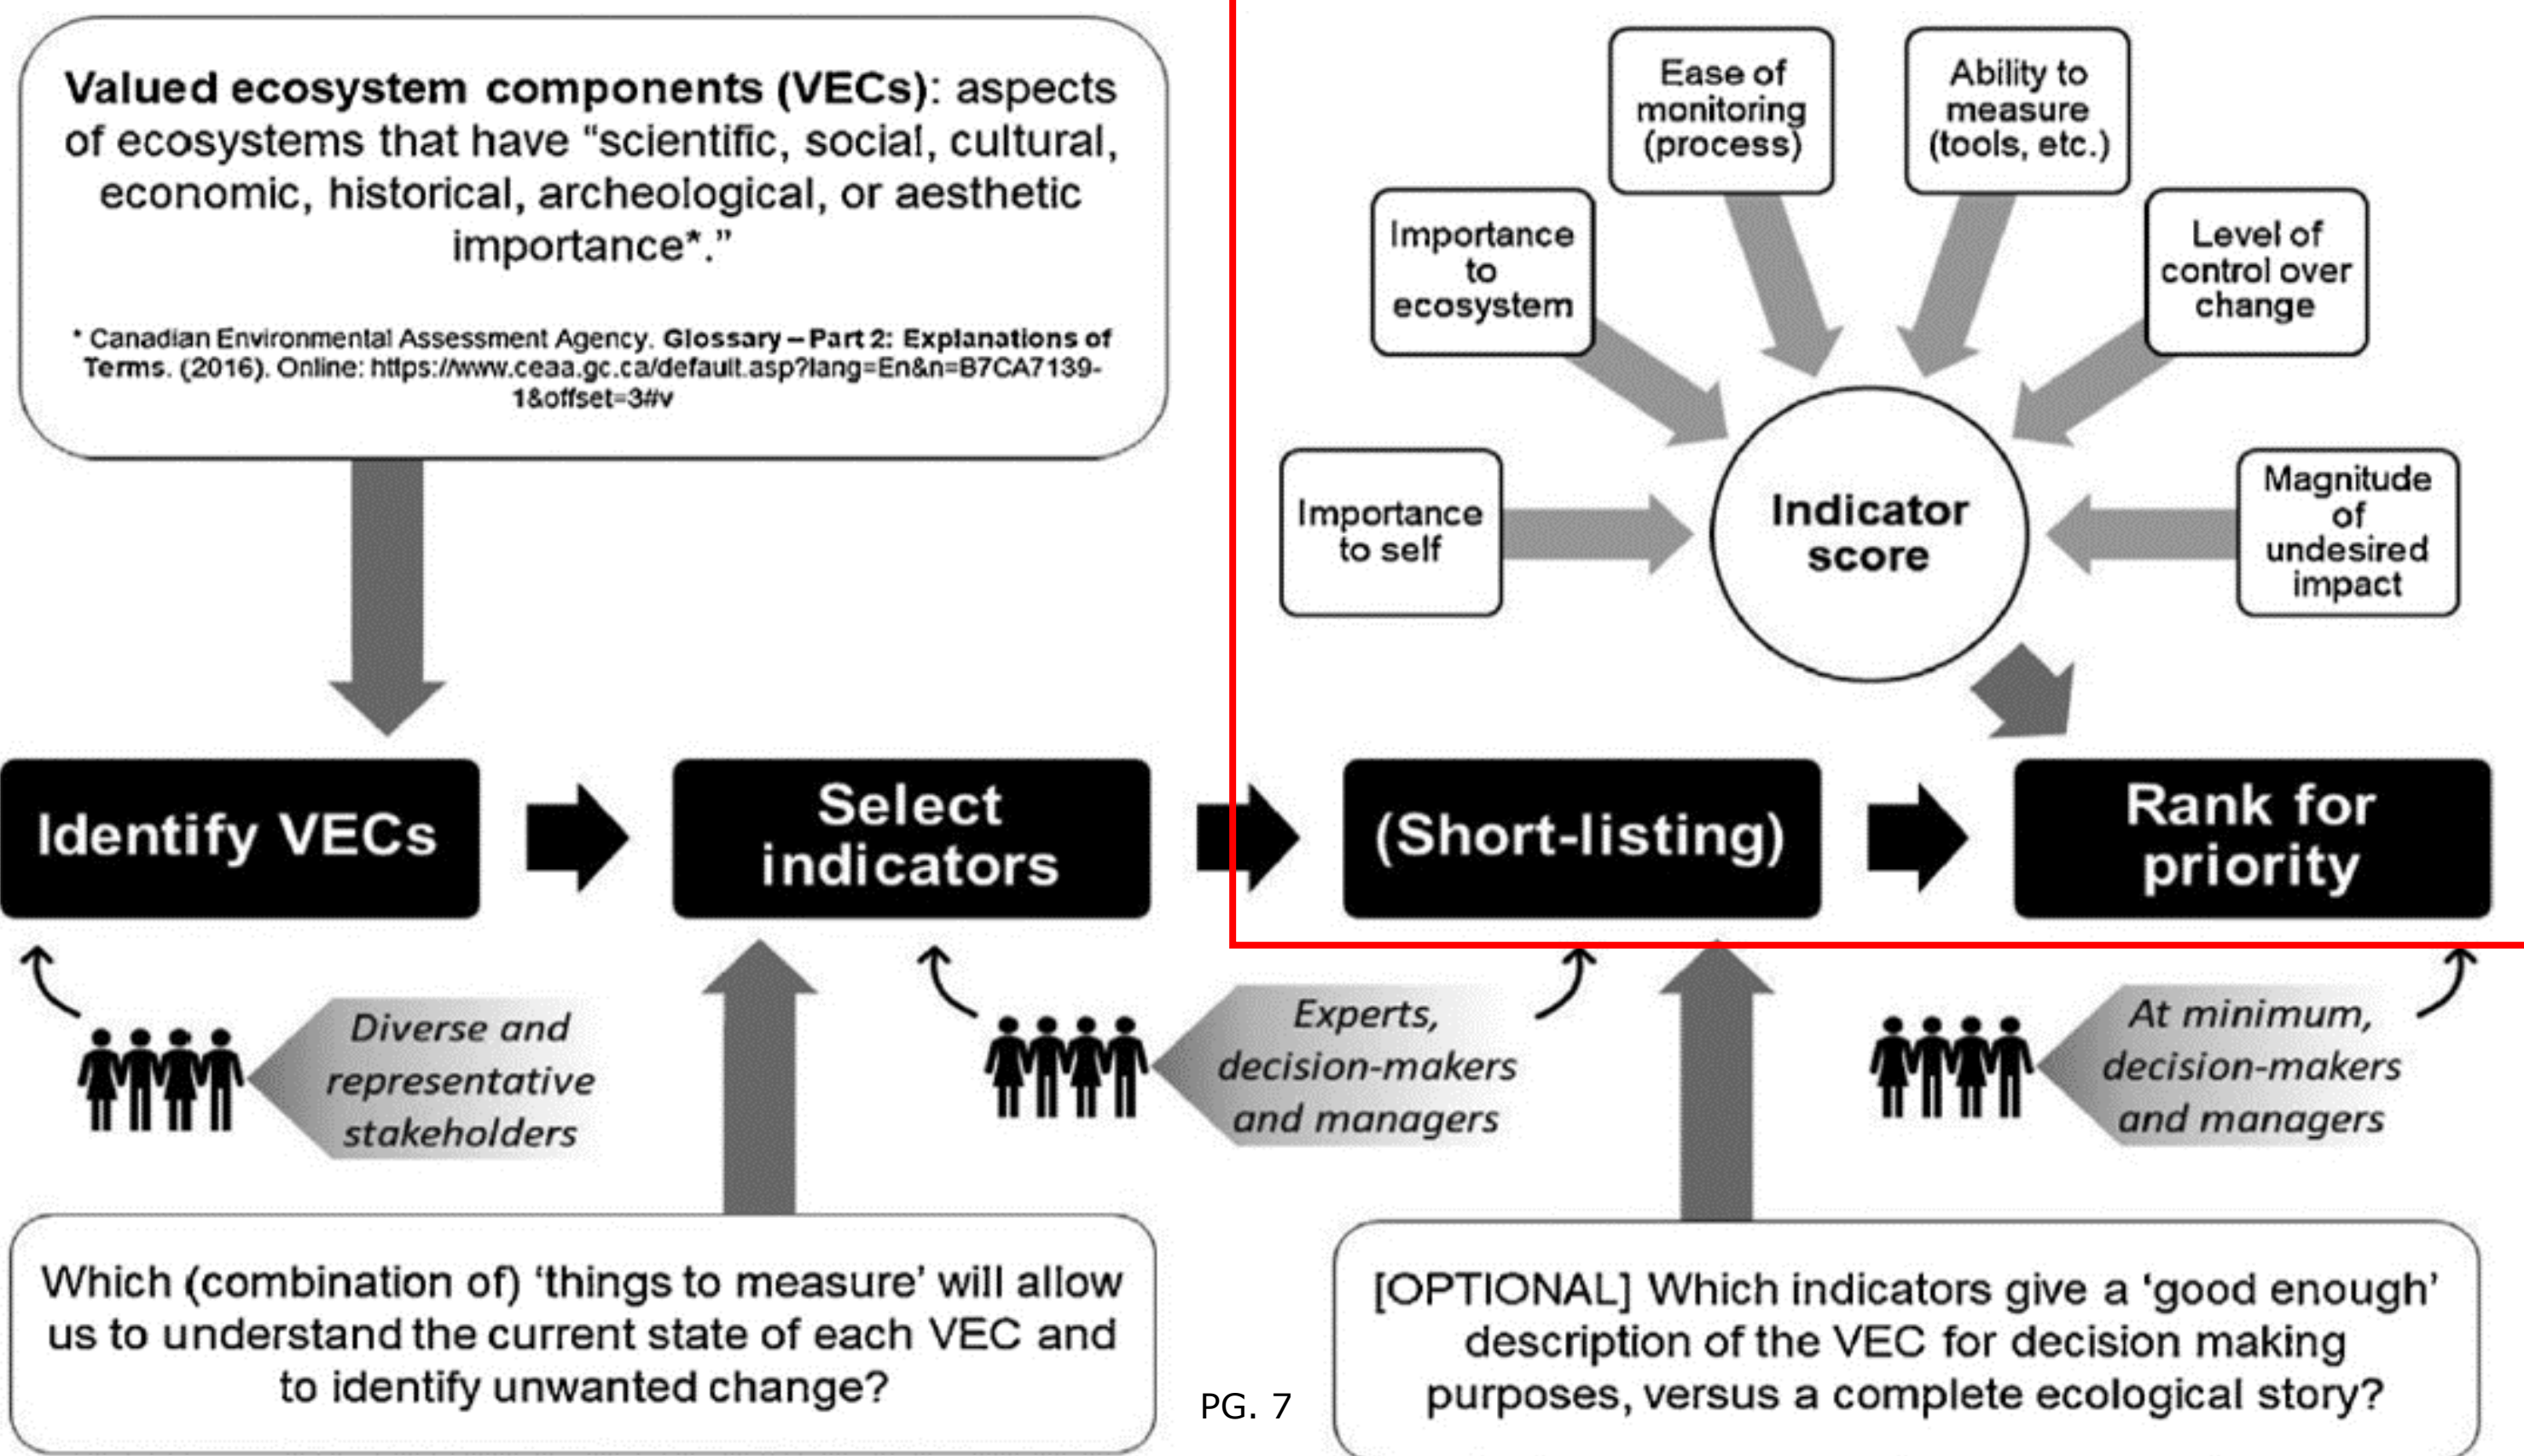 Valued ecosystem components (VECs): aspects
of ecosystems that have “scientific, social, cultural,
economic, historical, archeological, or aesthetic
importance*.”
* Canadian Environmental Assessment Agency. Glossary – Part 2: Explanations of
Terms. (2016). Online: https://www.ceaa.gc.ca/default.asp?lang=En&n=B7CA7139-
1&offset=3#v
Ease of
monitoring
(process)
Ability to
measure
(tools, etc.)
Importance
to
ecosystem
Level of
control over
change
Importance
to self
Indicator
score
Magnitude
of
undesired
impact
Identify VECs
Select
indicators
(Short-listing)
Rank for
priority
Diverse and
representative
stakeholders
Experts,
decision-makers
and managers
At minimum,
decision-makers
and managers
Which (combination of) ‘things to measure’ will allow
us to understand the current state of each VEC and
to identify unwanted change?
[OPTIONAL] Which indicators give a ‘good enough’
description of the VEC for decision making
purposes, versus a complete ecological story?
PG. 7